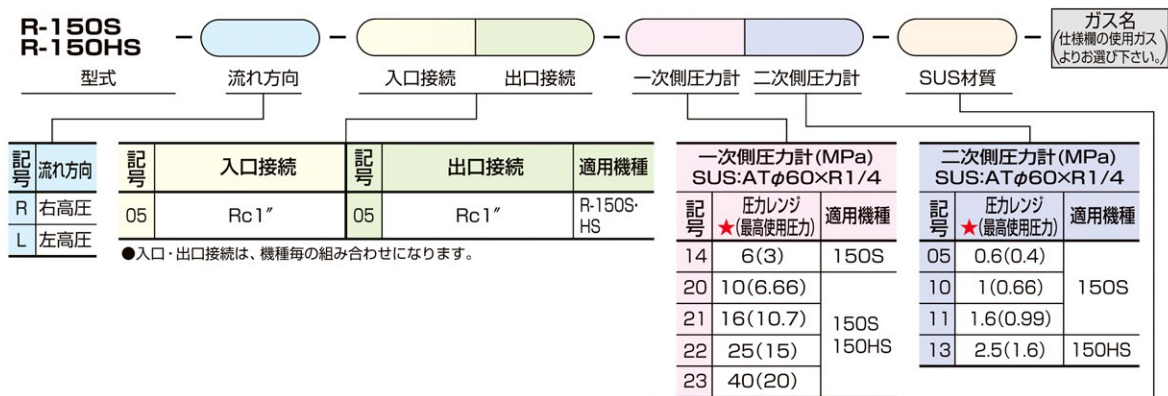 R-150S
R-150HS
ガス名
(仕様欄の使用ガス
よりお選び下さい。)
型式 流れ方向 入口接続 出口接続 一次側圧力計 二次側圧力計 SUS材質
記号 流れ方向
R 右高圧
L 左高圧
記号 入口接続 記号 出口接続 適用機種
05 Rc1″ 05 Rc1″ R-150S・
HS
●入口・出口接続は、機種毎の組み合わせになります。
一次側圧力計(MPa)
SUS:ATφ60×R1/4
記号 圧力レンジ
★(最高使用圧力) 適用機種
14 6(3) 150S
20 10(6.66)
21 16(10.7)
22 25(15)
23 40(20)
150S
150HS
二次側圧力計(MPa)
SUS:ATφ60×R1/4
記号 圧力レンジ
★(最高使用圧力) 適用機種
05 0.6(0.4)
10 1(0.66) 150S
11 1.6(0.99)
13 2.5(1.6) 150HS